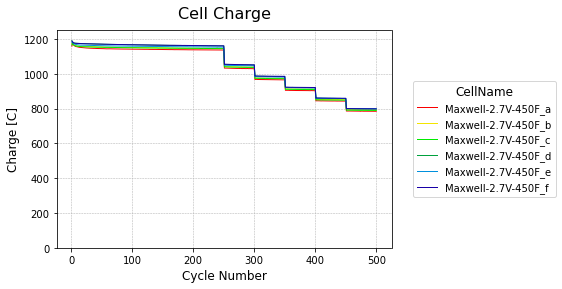 Cell Charge
Charge [C]
1200
1000
800
600
400
200
0
0 100 200 300 400 500
Cycle Number
CellName
Maxwell-2.7V-450F_a
Maxwell-2.7V-450F_b
Maxwell-2.7V-450F_c
Maxwell-2.7V-450F_d
Maxwell-2.7V-450F_e
Maxwell-2.7V-450F_f